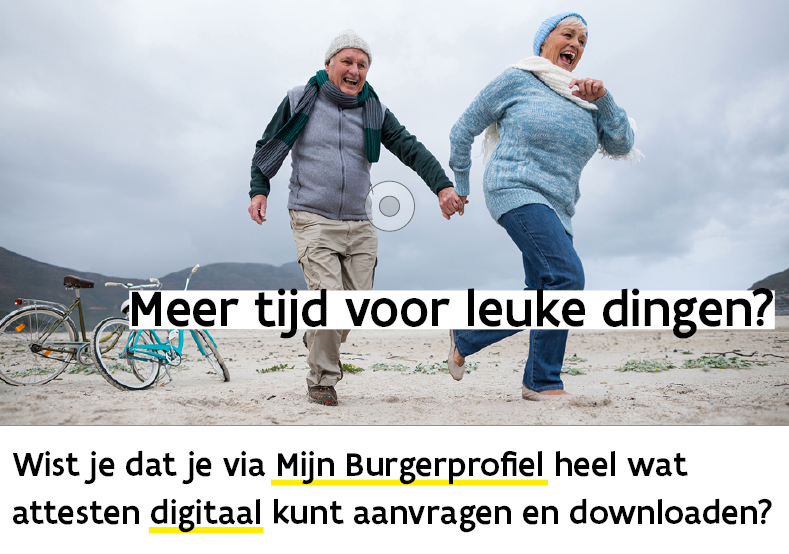 Meer tijd voor leuke dingen?
Wist je dat je via Mijn Burgerprofiel heel wat
attesten digitaal kunt aanvragen en downloaden?